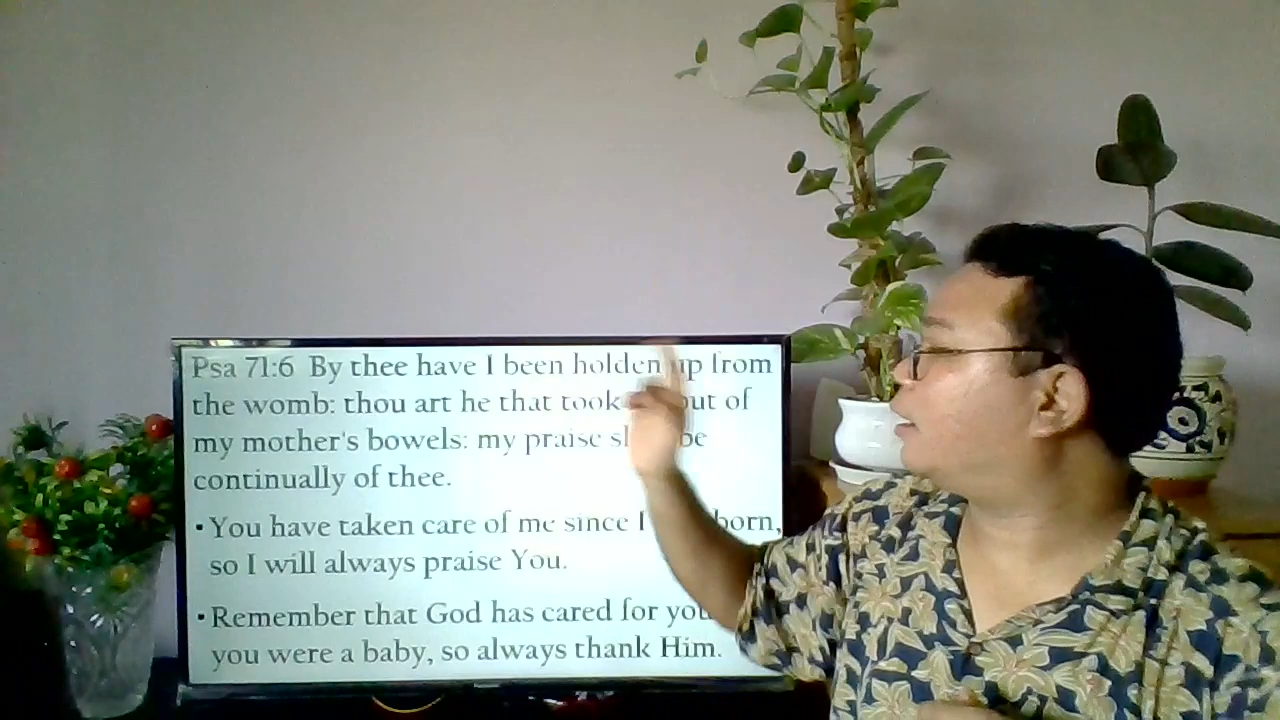 Psa 71:6 By thee have I been holden up from
the womb: thou art he that took out of
my mother's bowels: my praise be
continually of thee.
• You have taken care of me since I born,
so I will always praise You.
• Remember that God has cared for you
you were a baby, so always thank Him.